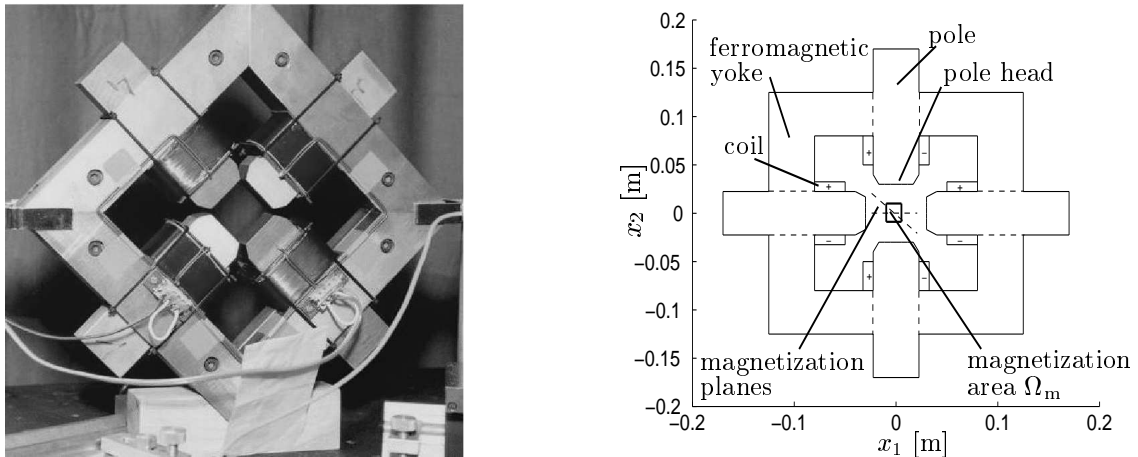 ferromagnetic
yoke
pole
pole head
coil
+
-
+
-
+
-
+
-
magnetization
planes
magnetization
area Ωm
x2 [m]
0.2
0.15
0.1
0.05
0
−0.05
−0.1
−0.15
−0.2
−0.2
−0.1
0
0.1
0.2
x1 [m]